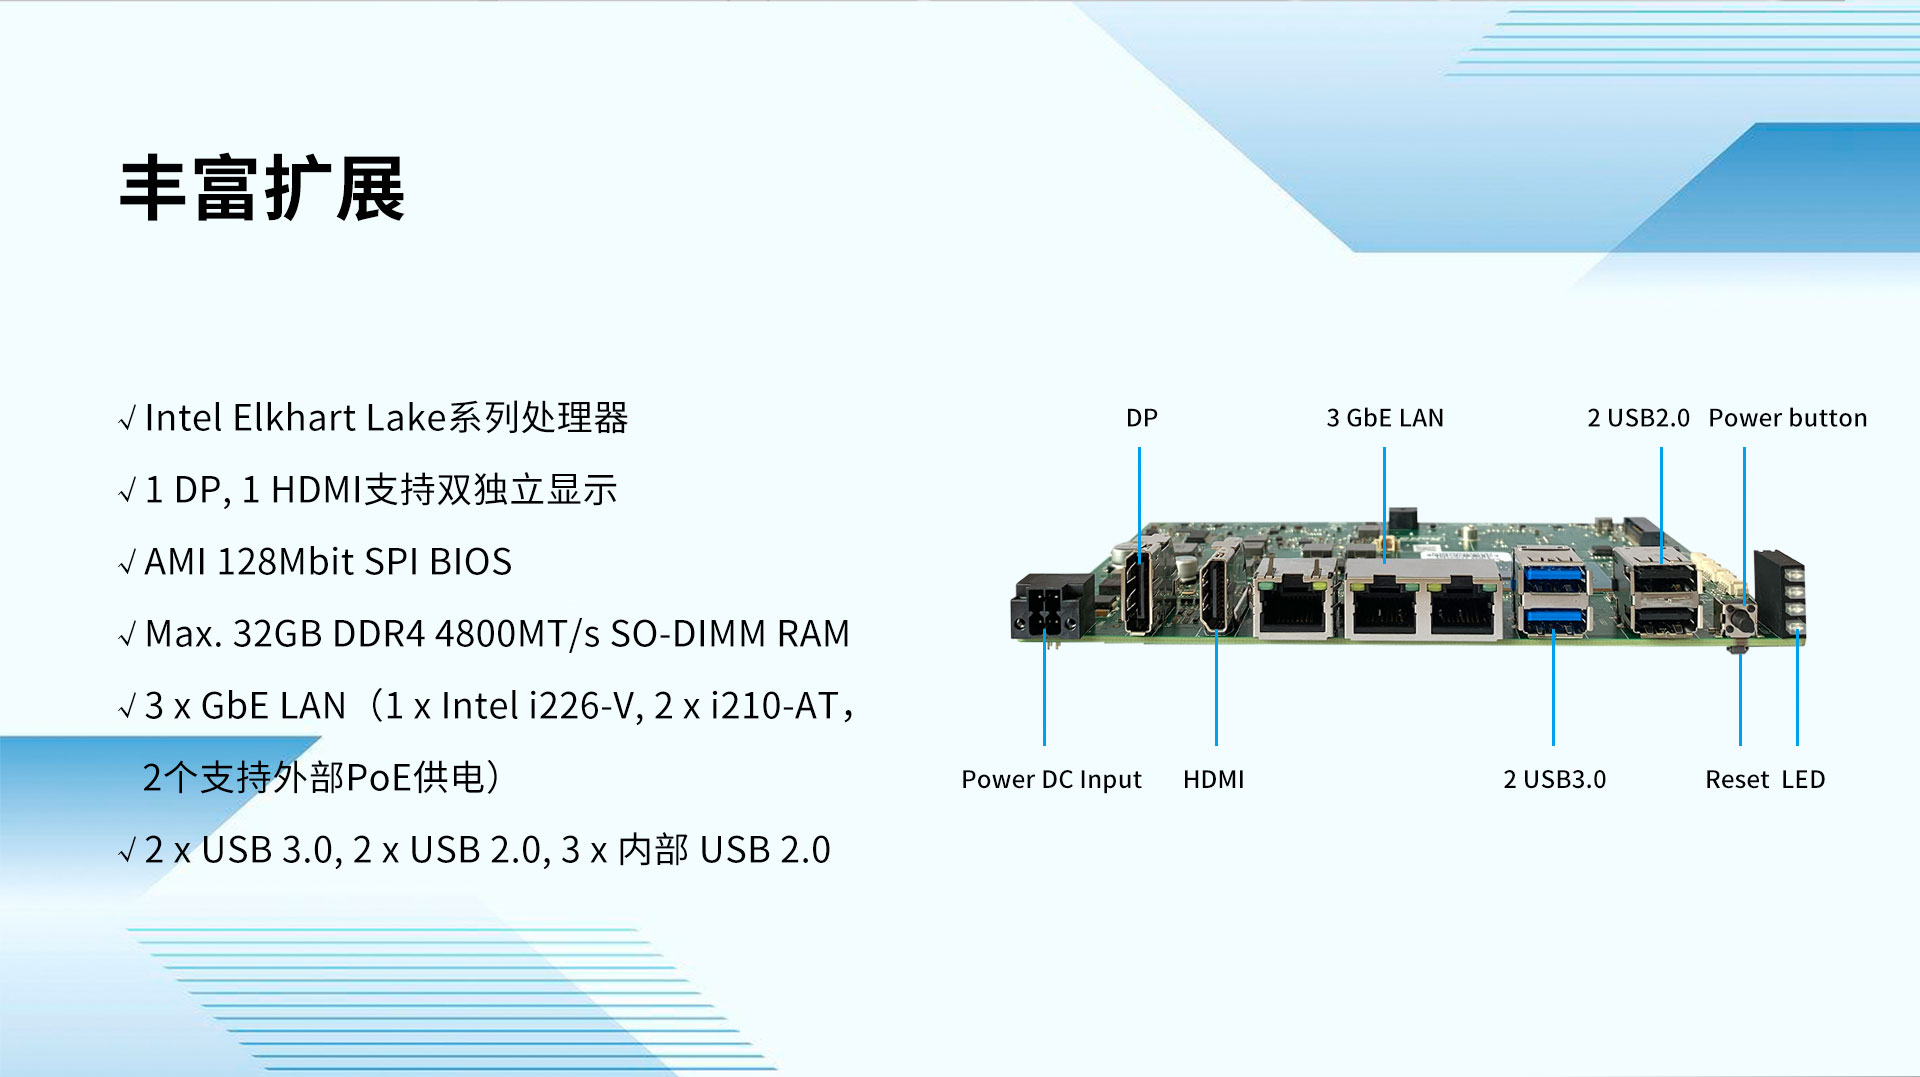 丰富扩展
√ Intel Elkhart Lake系列处理器
√ 1 DP, 1 HDMI支持双独立显示
√ AMI 128Mbit SPI BIOS
√ Max. 32GB DDR4 4800MT/s SO-DIMM RAM
√ 3 x GbE LAN（1 x Intel i226-V, 2 x i210-AT，
2个支持外部PoE供电）
√ 2 x USB 3.0, 2 x USB 2.0, 3 x 内部 USB 2.0
DP
3 GbE LAN
2 USB2.0
Power button
Power DC Input
HDMI
2 USB3.0
Reset
LED